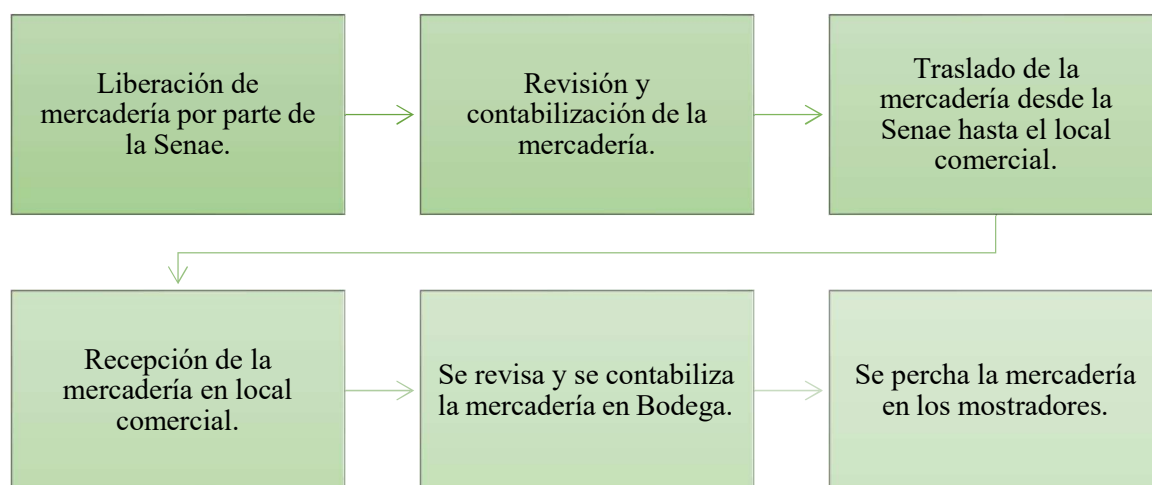 Liberación de
mercadería por parte de
la Senae.
Revisión y
contabilización de la
mercadería.
Traslado de la
mercadería desde la
Senae hasta el local
comercial.
Recepción de la
mercadería en local
comercial.
Se revisa y se contabiliza
la mercadería en Bodega.
Se percha la mercadería
en los mostradores.